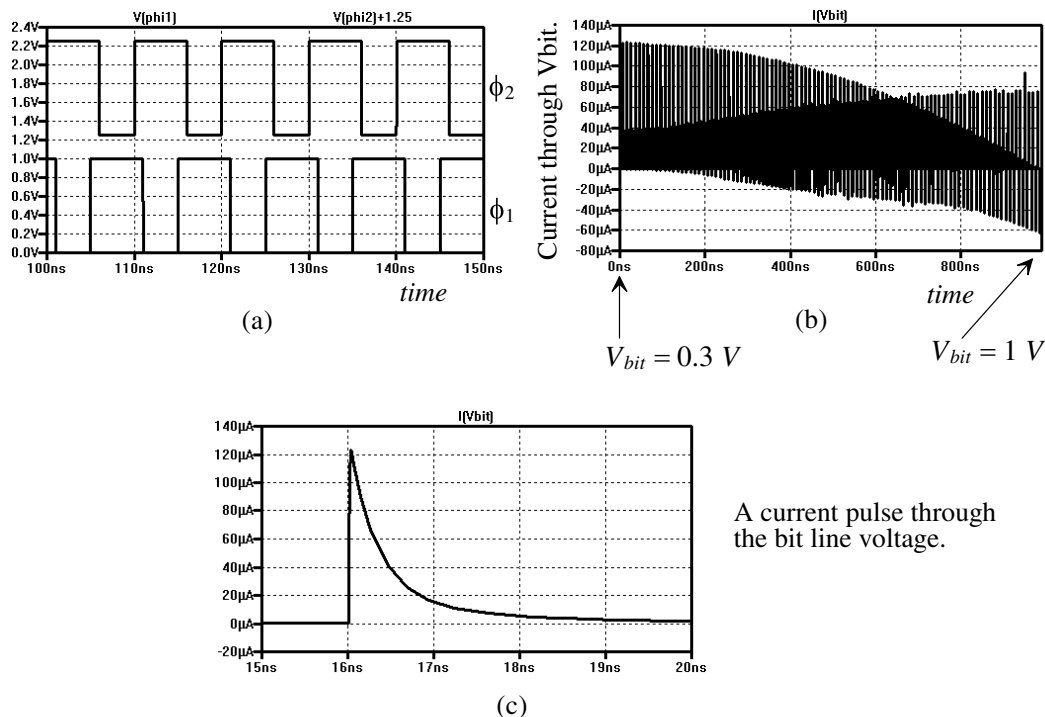 V(phi1) V(phi2)+1.25
2.4V
2.2V
2.0V
1.8V
1.6V
1.4V
1.2V
1.0V
0.8V
0.6V
0.4V
0.2V
0.0V
100ns 110ns 120ns 130ns 140ns 150ns
ϕ2
ϕ1
time
(a)
I(Vbit)
Current through Vbit.
140µA
120µA
100µA
80µA
60µA
40µA
20µA
0µA
-20µA
-40µA
-60µA
-80µA
0ns 200ns 400ns 600ns 800ns
time
(b)
Vbit = 0.3 V
Vbit = 1 V
I(Vbit)
140µA
120µA
100µA
80µA
60µA
40µA
20µA
0µA
-20µA
15ns 16ns 17ns 18ns 19ns 20ns
(c)
A current pulse through
the bit line voltage.